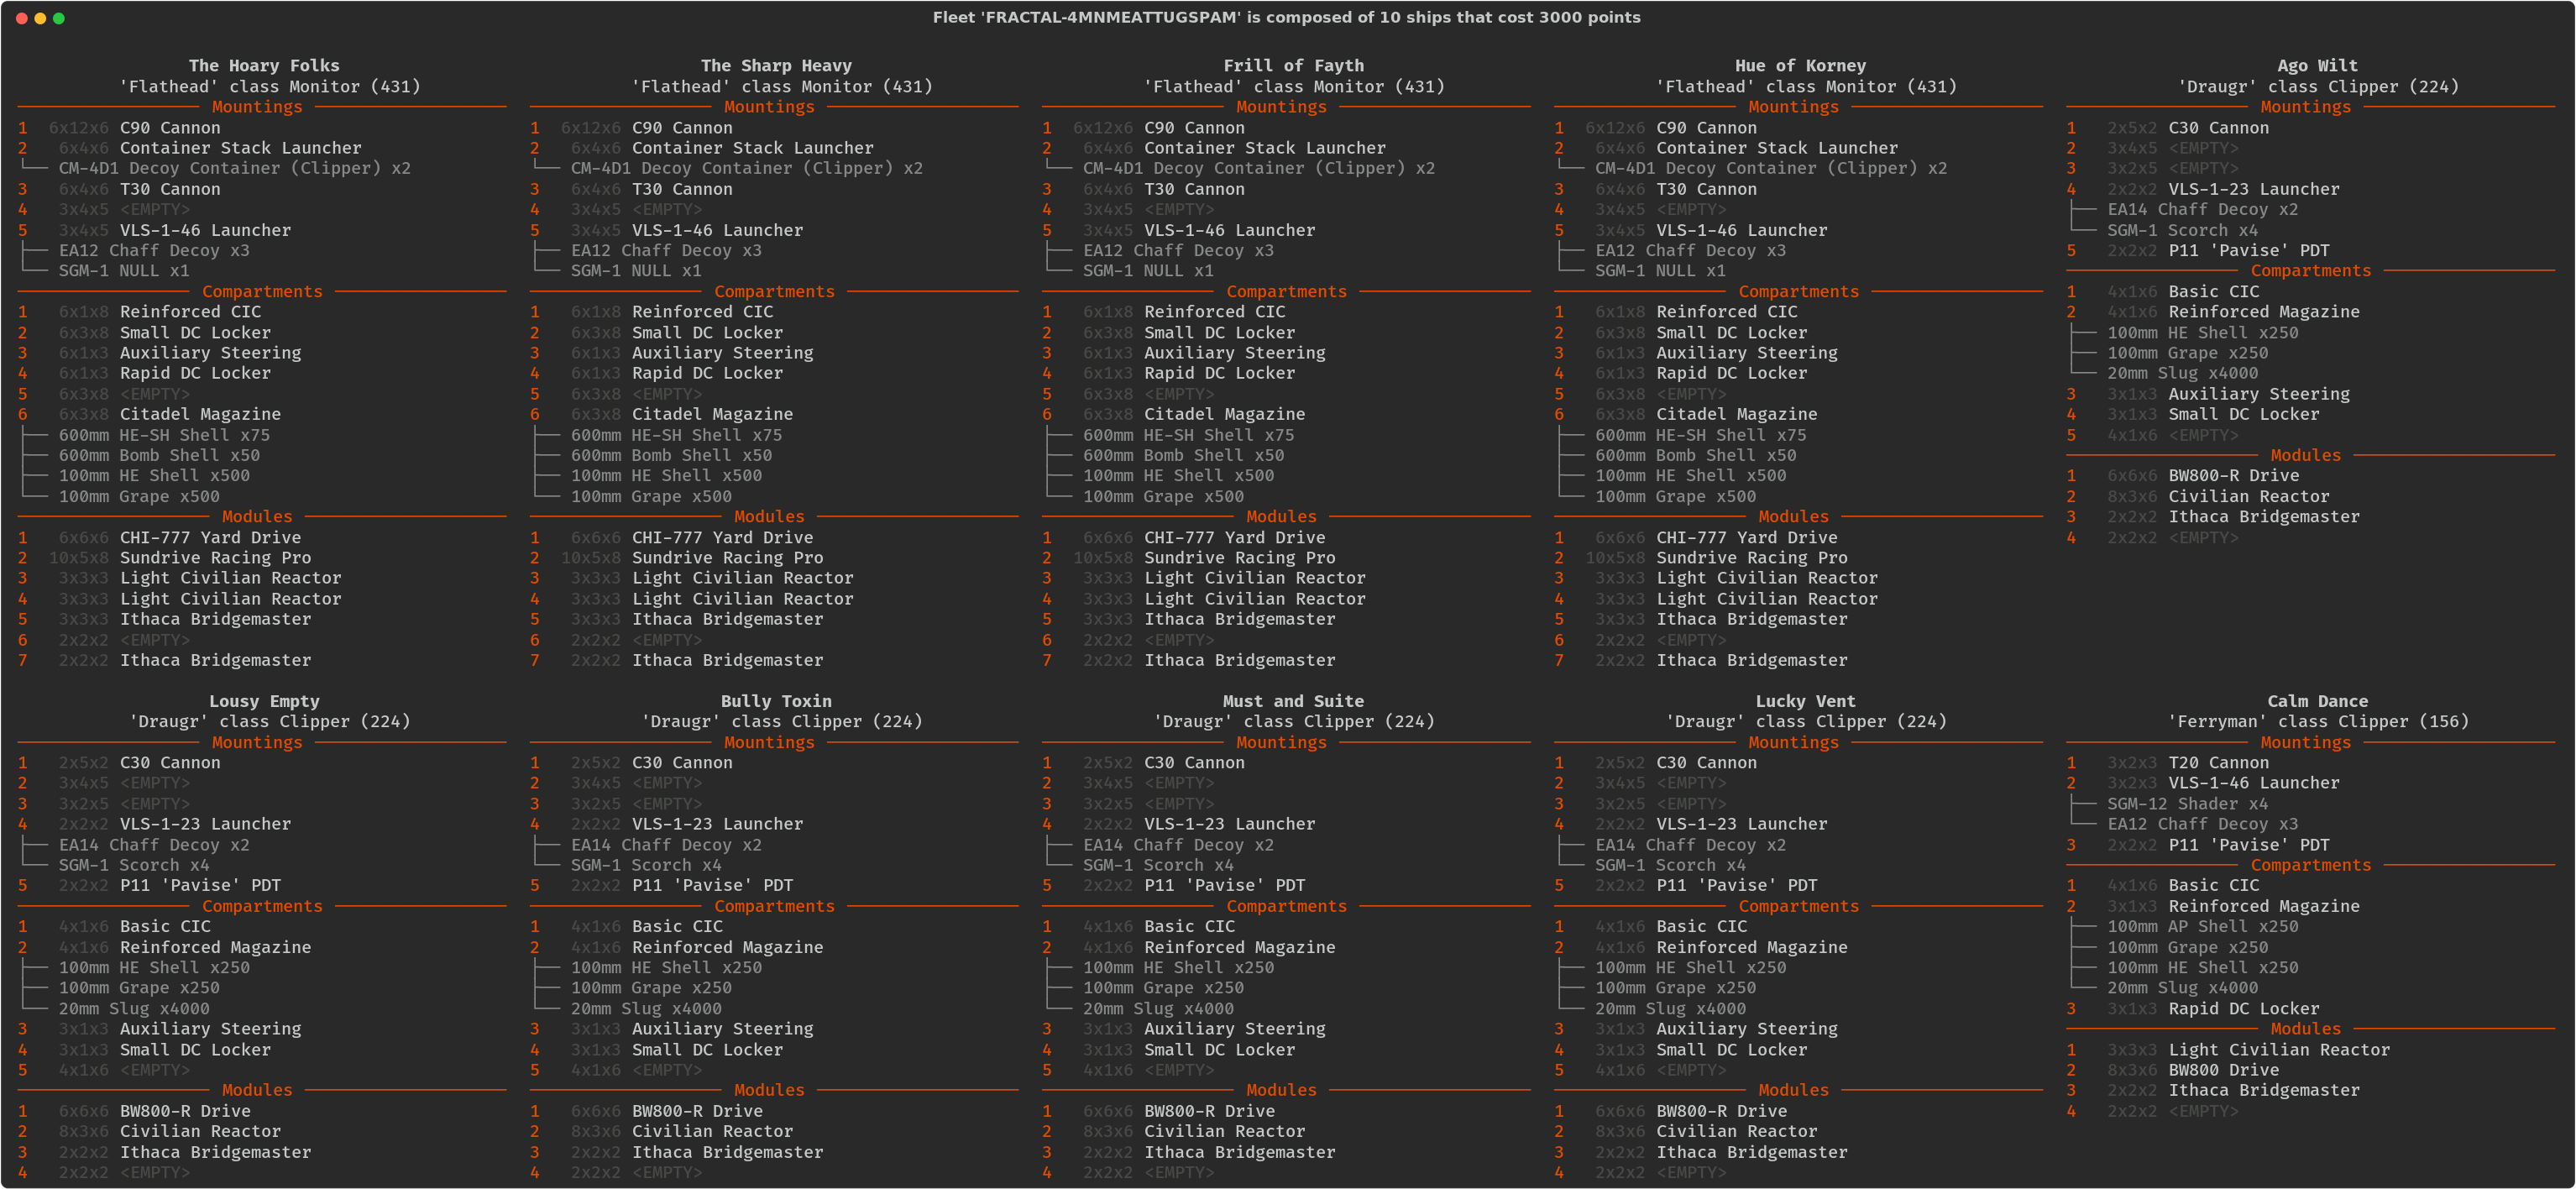 Fleet 'FRACTAL-4MNMEATTUGSPAM' is composed of 10 ships that cost 3000 points
The Hoary Folks
'Flathead' class Monitor (431)
Mountings
1 6x12x6 C90 Cannon
2 6x4x6 Container Stack Launcher
└── CM-4D1 Decoy Container (Clipper) x2
3 6x4x6 T30 Cannon
4 3x4x5 <EMPTY>
5 3x4x5 VLS-1-46 Launcher
├── EA12 Chaff Decoy x3
└── SGM-1 NULL x1
Compartments
1 6x1x8 Reinforced CIC
2 6x3x8 Small DC Locker
3 6x1x3 Auxiliary Steering
4 6x1x3 Rapid DC Locker
5 6x3x8 <EMPTY>
6 6x3x8 Citadel Magazine
├── 600mm HE-SH Shell x75
├── 600mm Bomb Shell x50
├── 100mm HE Shell x500
└── 100mm Grape x500
Modules
1 6x6x6 CHI-777 Yard Drive
2 10x5x8 Sundrive Racing Pro
3 3x3x3 Light Civilian Reactor
4 3x3x3 Light Civilian Reactor
5 3x3x3 Ithaca Bridgemaster
6 2x2x2 <EMPTY>
7 2x2x2 Ithaca Bridgemaster
The Sharp Heavy
'Flathead' class Monitor (431)
Mountings
1 6x12x6 C90 Cannon
2 6x4x6 Container Stack Launcher
└── CM-4D1 Decoy Container (Clipper) x2
3 6x4x6 T30 Cannon
4 3x4x5 <EMPTY>
5 3x4x5 VLS-1-46 Launcher
├── EA12 Chaff Decoy x3
└── SGM-1 NULL x1
Compartments
1 6x1x8 Reinforced CIC
2 6x3x8 Small DC Locker
3 6x1x3 Auxiliary Steering
4 6x1x3 Rapid DC Locker
5 6x3x8 <EMPTY>
6 6x3x8 Citadel Magazine
├── 600mm HE-SH Shell x75
├── 600mm Bomb Shell x50
├── 100mm HE Shell x500
└── 100mm Grape x500
Modules
1 6x6x6 CHI-777 Yard Drive
2 10x5x8 Sundrive Racing Pro
3 3x3x3 Light Civilian Reactor
4 3x3x3 Light Civilian Reactor
5 3x3x3 Ithaca Bridgemaster
6 2x2x2 <EMPTY>
7 2x2x2 Ithaca Bridgemaster
Frill of Fayth
'Flathead' class Monitor (431)
Mountings
1 6x12x6 C90 Cannon
2 6x4x6 Container Stack Launcher
└── CM-4D1 Decoy Container (Clipper) x2
3 6x4x6 T30 Cannon
4 3x4x5 <EMPTY>
5 3x4x5 VLS-1-46 Launcher
├── EA12 Chaff Decoy x3
└── SGM-1 NULL x1
Compartments
1 6x1x8 Reinforced CIC
2 6x3x8 Small DC Locker
3 6x1x3 Auxiliary Steering
4 6x1x3 Rapid DC Locker
5 6x3x8 <EMPTY>
6 6x3x8 Citadel Magazine
├── 600mm HE-SH Shell x75
├── 600mm Bomb Shell x50
├── 100mm HE Shell x500
└── 100mm Grape x500
Modules
1 6x6x6 CHI-777 Yard Drive
2 10x5x8 Sundrive Racing Pro
3 3x3x3 Light Civilian Reactor
4 3x3x3 Light Civilian Reactor
5 3x3x3 Ithaca Bridgemaster
6 2x2x2 <EMPTY>
7 2x2x2 Ithaca Bridgemaster
Hue of Korney
'Flathead' class Monitor (431)
Mountings
1 6x12x6 C90 Cannon
2 6x4x6 Container Stack Launcher
└── CM-4D1 Decoy Container (Clipper) x2
3 6x4x6 T30 Cannon
4 3x4x5 <EMPTY>
5 3x4x5 VLS-1-46 Launcher
├── EA12 Chaff Decoy x3
└── SGM-1 NULL x1
Compartments
1 6x1x8 Reinforced CIC
2 6x3x8 Small DC Locker
3 6x1x3 Auxiliary Steering
4 6x1x3 Rapid DC Locker
5 6x3x8 <EMPTY>
6 6x3x8 Citadel Magazine
├── 600mm HE-SH Shell x75
├── 600mm Bomb Shell x50
├── 100mm HE Shell x500
└── 100mm Grape x500
Modules
1 6x6x6 CHI-777 Yard Drive
2 10x5x8 Sundrive Racing Pro
3 3x3x3 Light Civilian Reactor
4 3x3x3 Light Civilian Reactor
5 3x3x3 Ithaca Bridgemaster
6 2x2x2 <EMPTY>
7 2x2x2 Ithaca Bridgemaster
Ago Wilt
'Draugr' class Clipper (224)
Mountings
1 2x5x2 C30 Cannon
2 3x4x5 <EMPTY>
3 3x2x5 <EMPTY>
4 2x2x2 VLS-1-23 Launcher
├── EA14 Chaff Decoy x2
└── SGM-1 Scorch x4
5 2x2x2 P11 'Pavise' PDT
Compartments
1 4x1x6 Basic CIC
2 4x1x6 Reinforced Magazine
├── 100mm HE Shell x250
├── 100mm Grape x250
└── 20mm Slug x4000
3 3x1x3 Auxiliary Steering
4 3x1x3 Small DC Locker
5 4x1x6 <EMPTY>
Modules
1 6x6x6 BW800-R Drive
2 8x3x6 Civilian Reactor
3 2x2x2 Ithaca Bridgemaster
4 2x2x2 <EMPTY>
Lousy Empty
'Draugr' class Clipper (224)
Mountings
1 2x5x2 C30 Cannon
2 3x4x5 <EMPTY>
3 3x2x5 <EMPTY>
4 2x2x2 VLS-1-23 Launcher
├── EA14 Chaff Decoy x2
└── SGM-1 Scorch x4
5 2x2x2 P11 'Pavise' PDT
Compartments
1 4x1x6 Basic CIC
2 4x1x6 Reinforced Magazine
├── 100mm HE Shell x250
├── 100mm Grape x250
└── 20mm Slug x4000
3 3x1x3 Auxiliary Steering
4 3x1x3 Small DC Locker
5 4x1x6 <EMPTY>
Modules
1 6x6x6 BW800-R Drive
2 8x3x6 Civilian Reactor
3 2x2x2 Ithaca Bridgemaster
4 2x2x2 <EMPTY>
Bully Toxin
'Draugr' class Clipper (224)
Mountings
1 2x5x2 C30 Cannon
2 3x4x5 <EMPTY>
3 3x2x5 <EMPTY>
4 2x2x2 VLS-1-23 Launcher
├── EA14 Chaff Decoy x2
└── SGM-1 Scorch x4
5 2x2x2 P11 'Pavise' PDT
Compartments
1 4x1x6 Basic CIC
2 4x1x6 Reinforced Magazine
├── 100mm HE Shell x250
├── 100mm Grape x250
└── 20mm Slug x4000
3 3x1x3 Auxiliary Steering
4 3x1x3 Small DC Locker
5 4x1x6 <EMPTY>
Modules
1 6x6x6 BW800-R Drive
2 8x3x6 Civilian Reactor
3 2x2x2 Ithaca Bridgemaster
4 2x2x2 <EMPTY>
Must and Suite
'Draugr' class Clipper (224)
Mountings
1 2x5x2 C30 Cannon
2 3x4x5 <EMPTY>
3 3x2x5 <EMPTY>
4 2x2x2 VLS-1-23 Launcher
├── EA14 Chaff Decoy x2
└── SGM-1 Scorch x4
5 2x2x2 P11 'Pavise' PDT
Compartments
1 4x1x6 Basic CIC
2 4x1x6 Reinforced Magazine
├── 100mm HE Shell x250
├── 100mm Grape x250
└── 20mm Slug x4000
3 3x1x3 Auxiliary Steering
4 3x1x3 Small DC Locker
5 4x1x6 <EMPTY>
Modules
1 6x6x6 BW800-R Drive
2 8x3x6 Civilian Reactor
3 2x2x2 Ithaca Bridgemaster
4 2x2x2 <EMPTY>
Lucky Vent
'Draugr' class Clipper (224)
Mountings
1 2x5x2 C30 Cannon
2 3x4x5 <EMPTY>
3 3x2x5 <EMPTY>
4 2x2x2 VLS-1-23 Launcher
├── EA14 Chaff Decoy x2
└── SGM-1 Scorch x4
5 2x2x2 P11 'Pavise' PDT
Compartments
1 4x1x6 Basic CIC
2 4x1x6 Reinforced Magazine
├── 100mm HE Shell x250
├── 100mm Grape x250
└── 20mm Slug x4000
3 3x1x3 Auxiliary Steering
4 3x1x3 Small DC Locker
5 4x1x6 <EMPTY>
Modules
1 6x6x6 BW800-R Drive
2 8x3x6 Civilian Reactor
3 2x2x2 Ithaca Bridgemaster
4 2x2x2 <EMPTY>
Calm Dance
'Ferryman' class Clipper (156)
Mountings
1 3x2x3 T20 Cannon
2 3x2x3 VLS-1-46 Launcher
├── SGM-12 Shader x4
└── EA12 Chaff Decoy x3
3 2x2x2 P11 'Pavise' PDT
Compartments
1 4x1x6 Basic CIC
2 3x1x3 Reinforced Magazine
├── 100mm AP Shell x250
├── 100mm Grape x250
├── 100mm HE Shell x250
└── 20mm Slug x4000
3 3x1x3 Rapid DC Locker
Modules
1 3x3x3 Light Civilian Reactor
2 8x3x6 BW800 Drive
3 2x2x2 Ithaca Bridgemaster
4 2x2x2 <EMPTY>